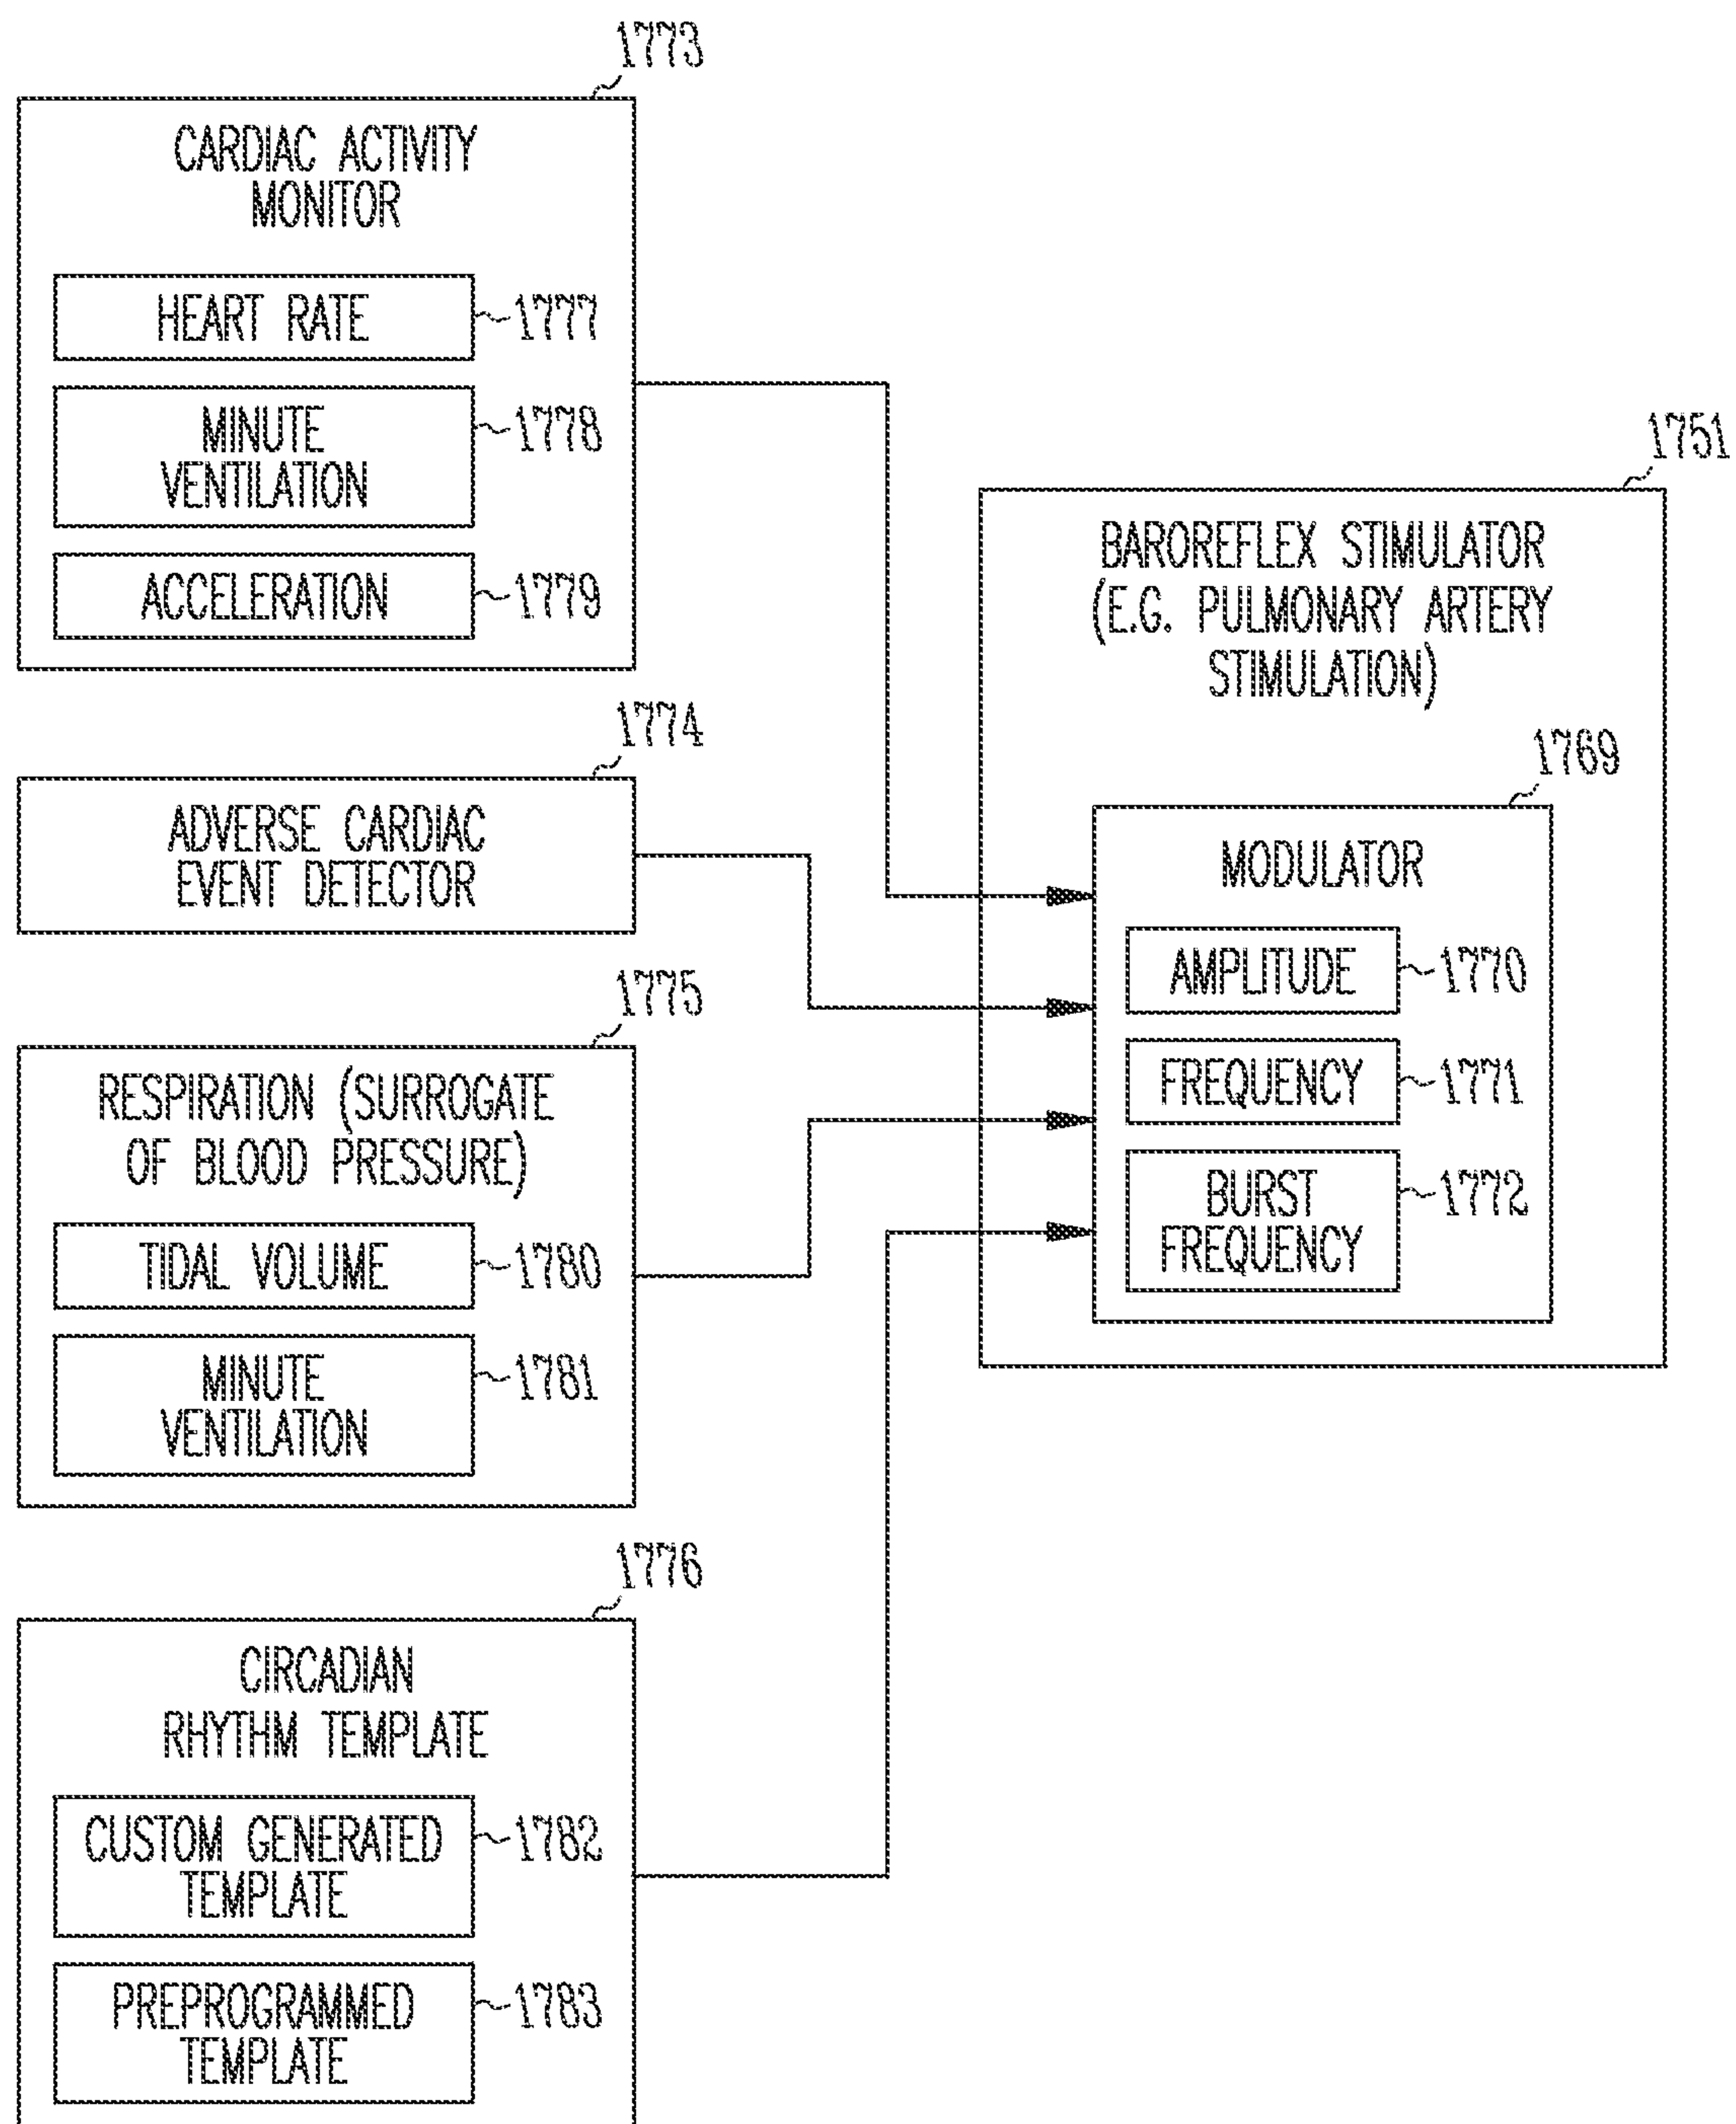 1773
CARDIAC ACTIVITY
MONITOR
HEART RATE
1777
MINUTE
VENTILATION
1778
ACCELERATION
1779
1774
ADVERSE CARDIAC
EVENT DETECTOR
1775
RESPIRATION (SURROGATE
OF BLOOD PRESSURE)
TIDAL VOLUME
1780
MINUTE
VENTILATION
1781
1776
CIRCADIAN
RHYTHM TEMPLATE
CUSTOM GENERATED
TEMPLATE
1782
PREPROGRAMMED
TEMPLATE
1783
1751
BAROREFLEX STIMULATOR
(E.G. PULMONARY ARTERY
STIMULATION)
1769
MODULATOR
AMPLITUDE
1770
FREQUENCY
1771
BURST
FREQUENCY
1772